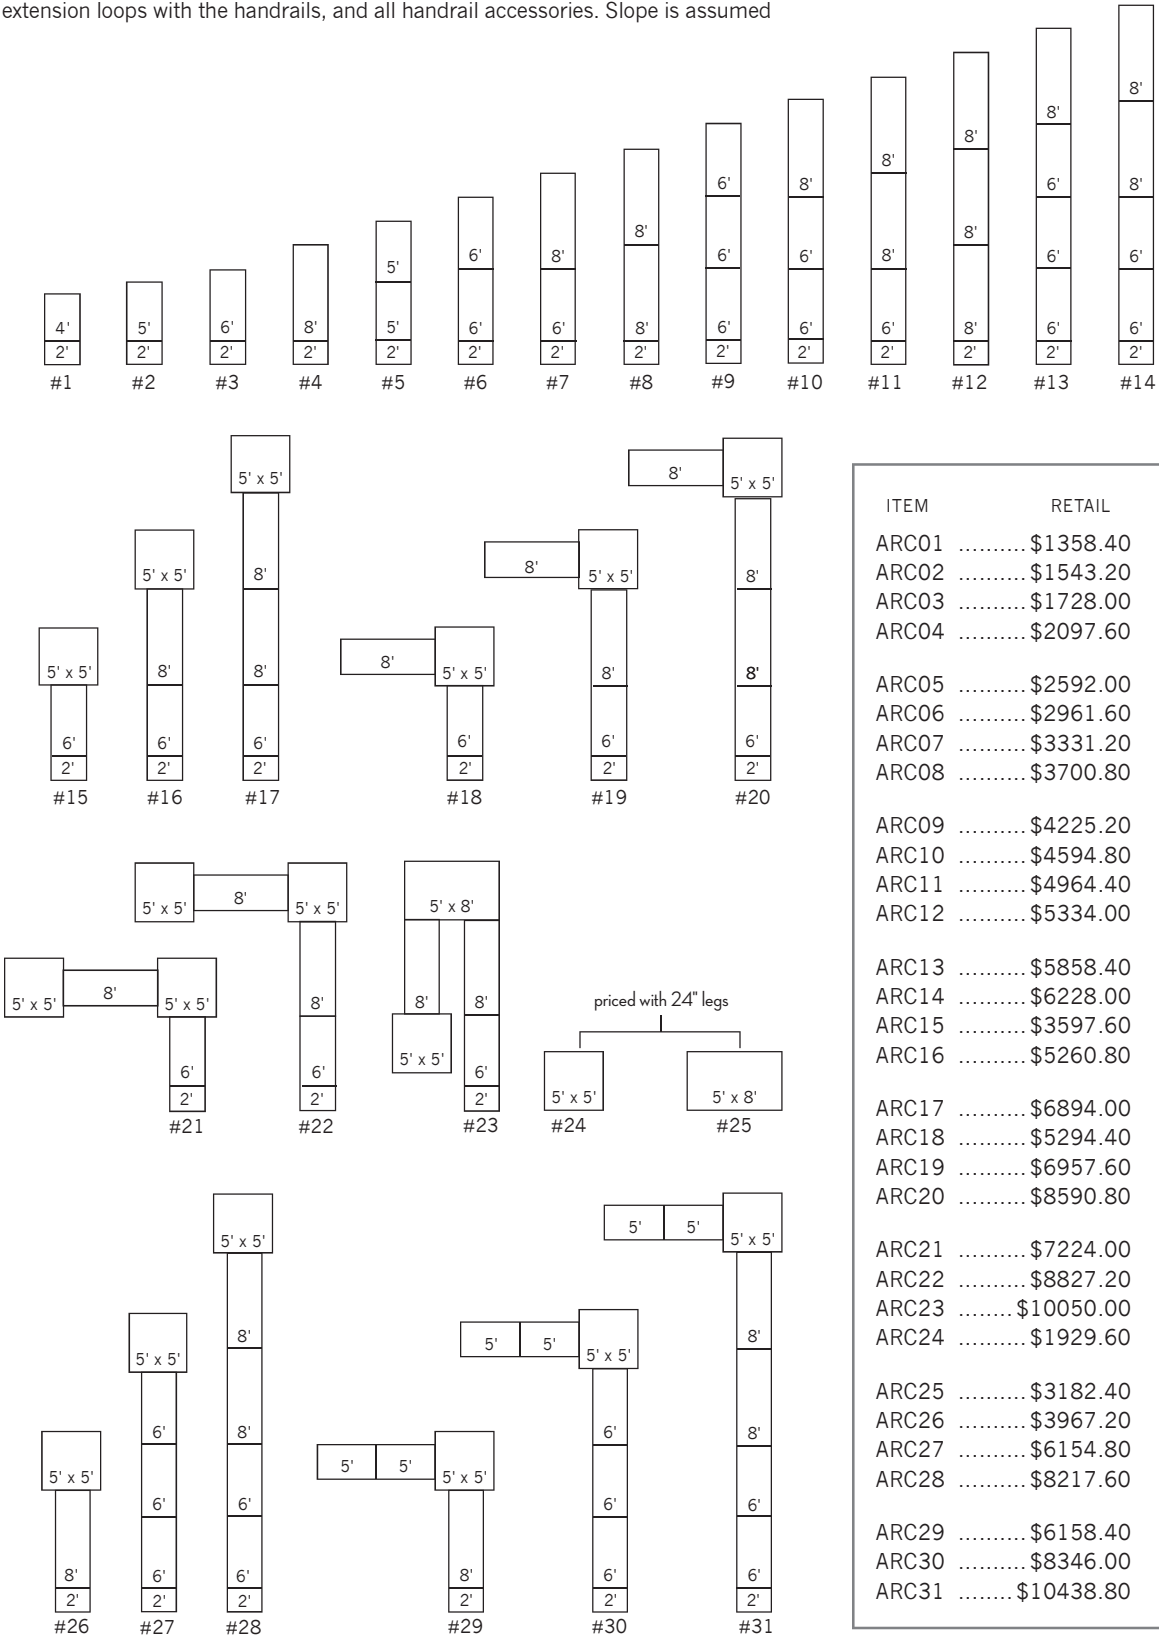 extension loops with the handrails, and all handrail accessories. Slope is assumed
8'
8'
8'
8'
8'
6'
8'
8'
6'
8'
8'
8'
6'
5'
6'
8'
6'
6'
8'
8'
6'
6'
4'
5'
6'
8'
5'
6'
6'
8'
6'
6'
6'
8'
6'
6'
2'
2'
2'
2'
2'
2'
2'
2'
2'
2'
2'
2'
2'
2'
#1
#2
#3
#4
#5
#6
#7
#8
#9
#10
#11
#12
#13
#14
5' x 5'
8'
8'
6'
2'
#17
5' x 5'
8'
6'
2'
#16
5' x 5'
6'
2'
#15
8'
5' x 5'
6'
2'
#18
8'
5' x 5'
8'
6'
2'
#19
8'
5' x 5'
8'
8'
6'
2'
#20
5' x 5'
8'
5' x 5'
6'
2'
#21
5' x 5'
8'
5' x 5'
8'
6'
2'
#22
5' x 8'
8'
8'
5' x 5'
6'
2'
#23
priced with 24" legs
5' x 5'
5' x 8'
#24
#25
5' x 5'
8'
2'
#26
5' x 5'
6'
6'
6'
2'
#27
5' x 5'
8'
8'
6'
6'
2'
#28
5'
5'
5' x 5'
8'
2'
#29
5'
5'
5' x 5'
6'
6'
6'
2'
#30
5'
5'
5' x 5'
8'
8'
6'
6'
2'
#31
ITEM RETAIL
ARC01 ..........$1358.40
ARC02 ..........$1543.20
ARC03 ..........$1728.00
ARC04 ..........$2097.60
ARC05 ..........$2592.00
ARC06 ..........$2961.60
ARC07 ..........$3331.20
ARC08 ..........$3700.80
ARC09 ..........$4225.20
ARC10 ..........$4594.80
ARC11 ..........$4964.40
ARC12 ..........$5334.00
ARC13 ..........$5858.40
ARC14 ..........$6228.00
ARC15 ..........$3597.60
ARC16 ..........$5260.80
ARC17 ..........$6894.00
ARC18 ..........$5294.40
ARC19 ..........$6957.60
ARC20 ..........$8590.80
ARC21 ..........$7224.00
ARC22 ..........$8827.20
ARC23 ........$10050.00
ARC24 ..........$1929.60
ARC25 ..........$3182.40
ARC26 ..........$3967.20
ARC27 ..........$6154.80
ARC28 ..........$8217.60
ARC29 ..........$6158.40
ARC30 ..........$8346.00
ARC31 ........$10438.80